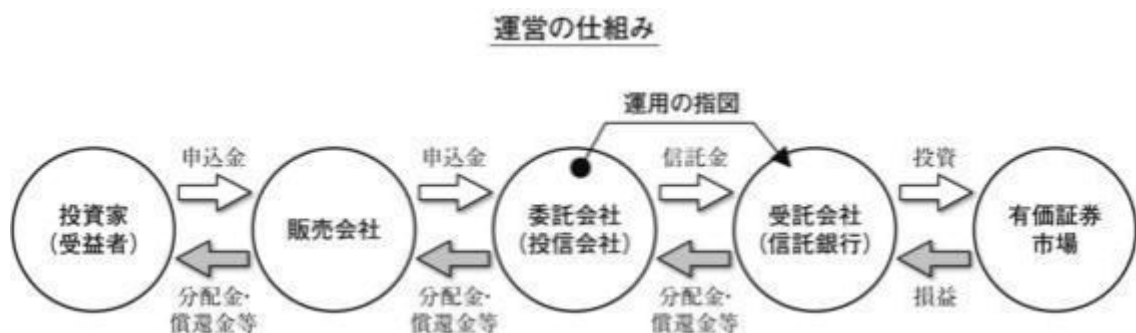 運営の仕組み
運用の指図
申込金
申込金
信託金
投資
投資家
(受益者)
販売会社
委託会社
(投信会社)
受託会社
(信託銀行)
有価証券
市場
分配金・
償還金等
分配金・
償還金等
分配金・
償還金等
損益